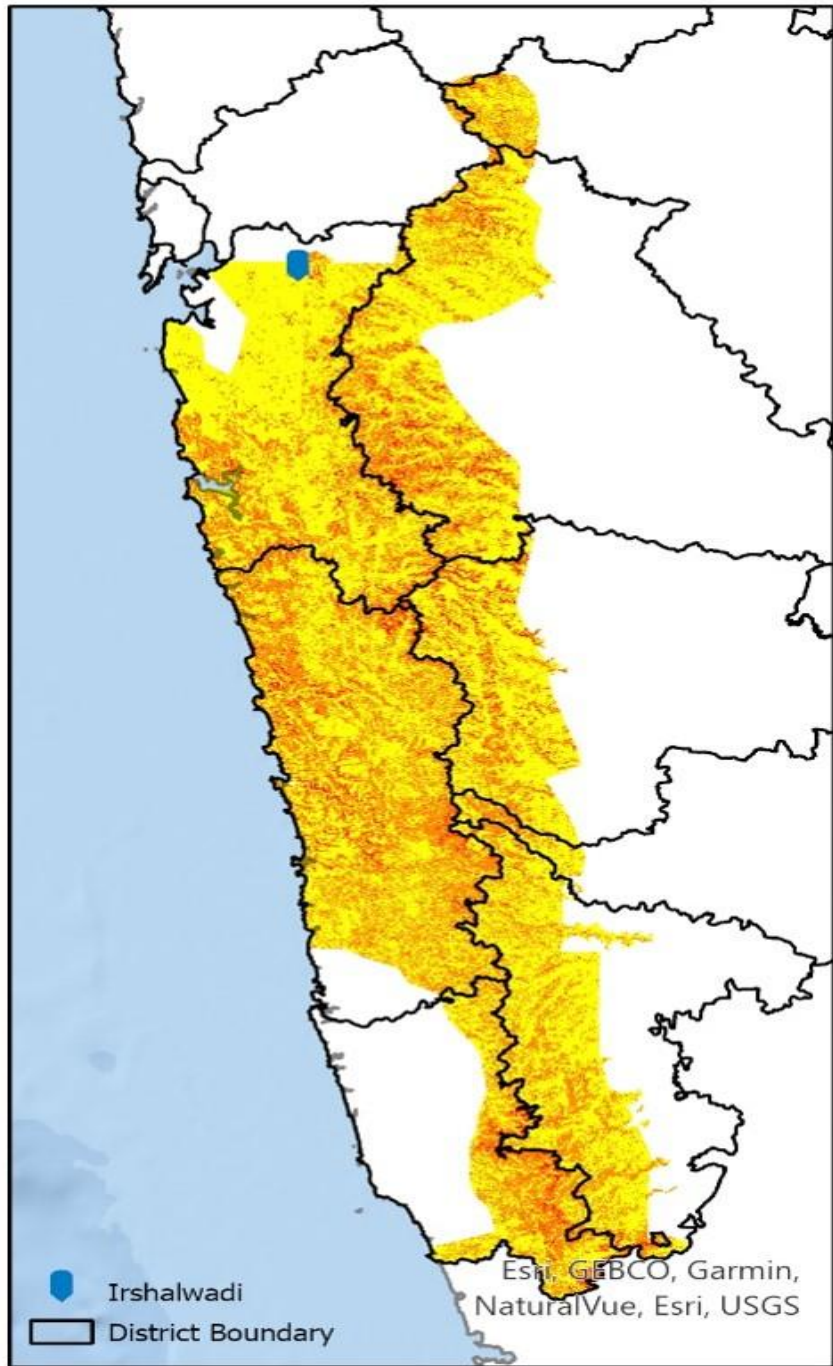 Irshalwadi
District Boundary
Esri, GEBCO, Garmin,
NaturalVue, Esri, USGS